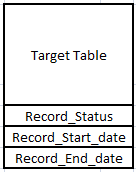 Target Table
Record_Status
Record_Start_date
Record_End_date